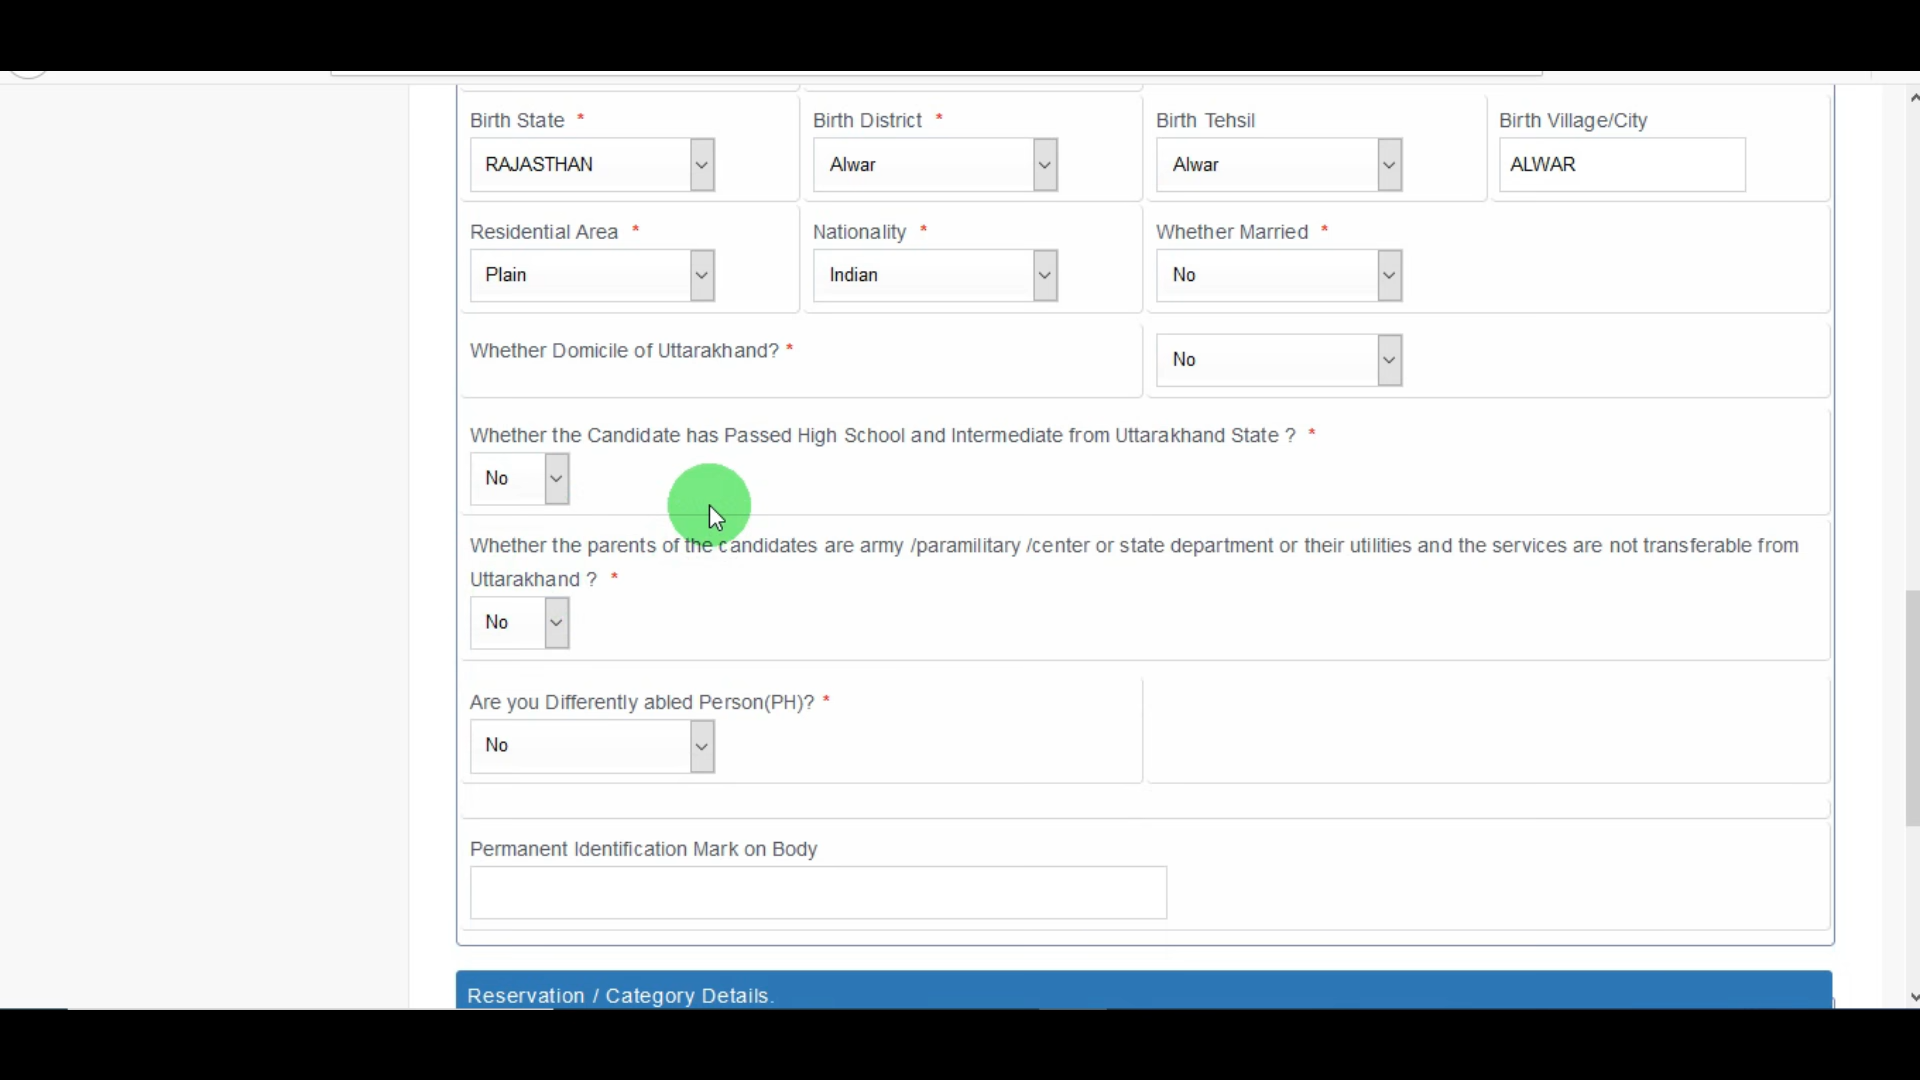 Birth State *
Birth District *
Birth Tehsil
Birth Village/City
RAJASTHAN
Alwar
Alwar
ALWAR
Residential Area *
Nationality *
Whether Married *
Plain
Indian
No
Whether Domicile of Uttarakhand? *
No
Whether the Candidate has Passed High School and Intermediate from Uttarakhand State ? *
No
Whether the parents of the candidates are army /paramilitary /center or state department or their utilities and the services are not transferable from
Uttarakhand ? *
No
Are you Differently abled Person(PH)? *
No
Permanent Identification Mark on Body
Reservation / Category Details.